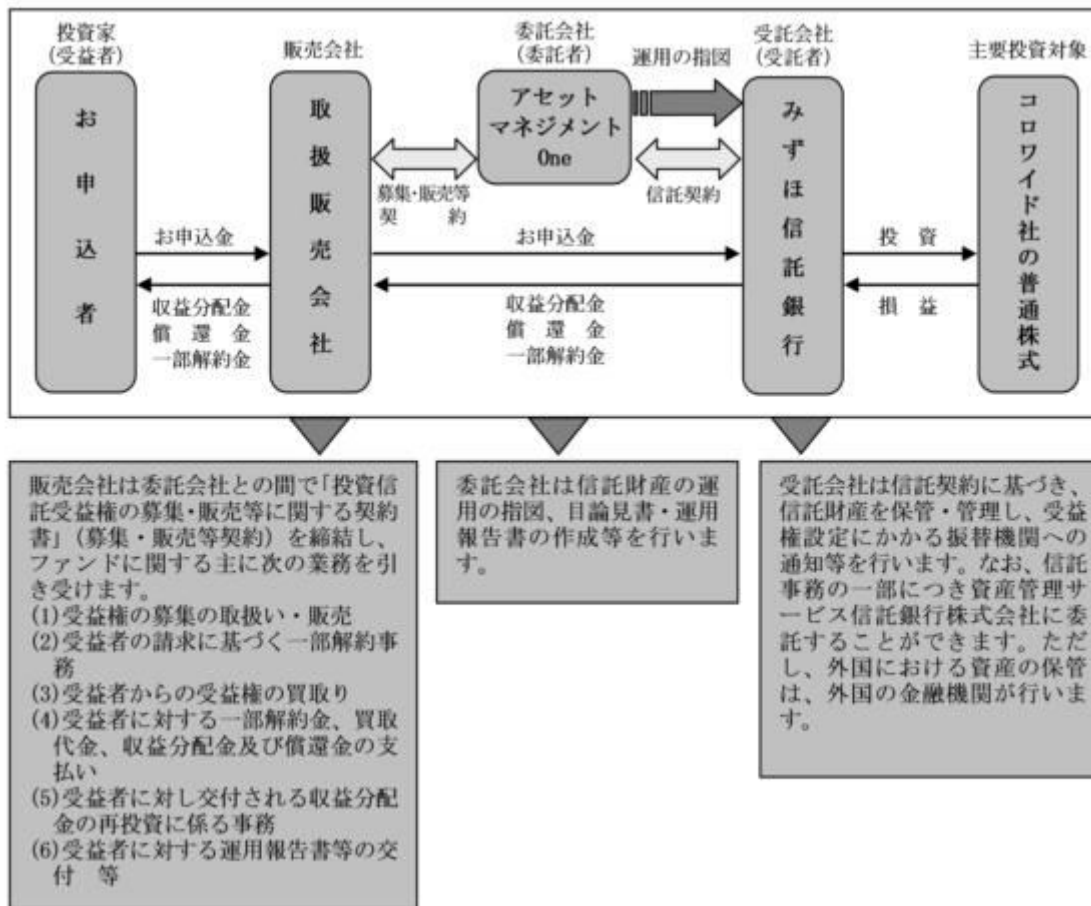 投資家
(受益者)
販売会社
委託会社
(委託者)
運用の指図
受託会社
(受託者)
主要投資対象
お申込者
取扱販売会社
アセット
マネジメント
One
みずほ信託銀行
コロワイド社の普通株式
募集・販売等
契　　　約
信託契約
お申込金
お申込金
投　資
収益分配金
償　還　金
一部解約金
収益分配金
償　還　金
一部解約金
損　益
販売会社は委託会社との間で「投資信
託受益権の募集・販売等に関する契約
書」(募集・販売等契約)を締結し、
ファンドに関する主に次の業務を引
き受けます。
(1)受益権の募集の取扱い・販売
(2)受益者の請求に基づく一部解約事
務
(3)受益者からの受益権の買取り
(4)受益者に対する一部解約金、買取
代金、収益分配金及び償還金の支
払い
(5)受益者に対し交付される収益分配
金の再投資に係る事務
(6)受益者に対する運用報告書等の交
付　等
委託会社は信託財産の運
用の指図、目論見書・運用
報告書の作成等を行いま
す。
受託会社は信託契約に基づき、
信託財産を保管・管理し、受益
権設定にかかる振替機関への
通知等を行います。なお、信託
事務の一部につき資産管理サ
ービス信託銀行株式会社に委
託することができます。ただ
し、外国における資産の保管
は、外国の金融機関が行いま
す。